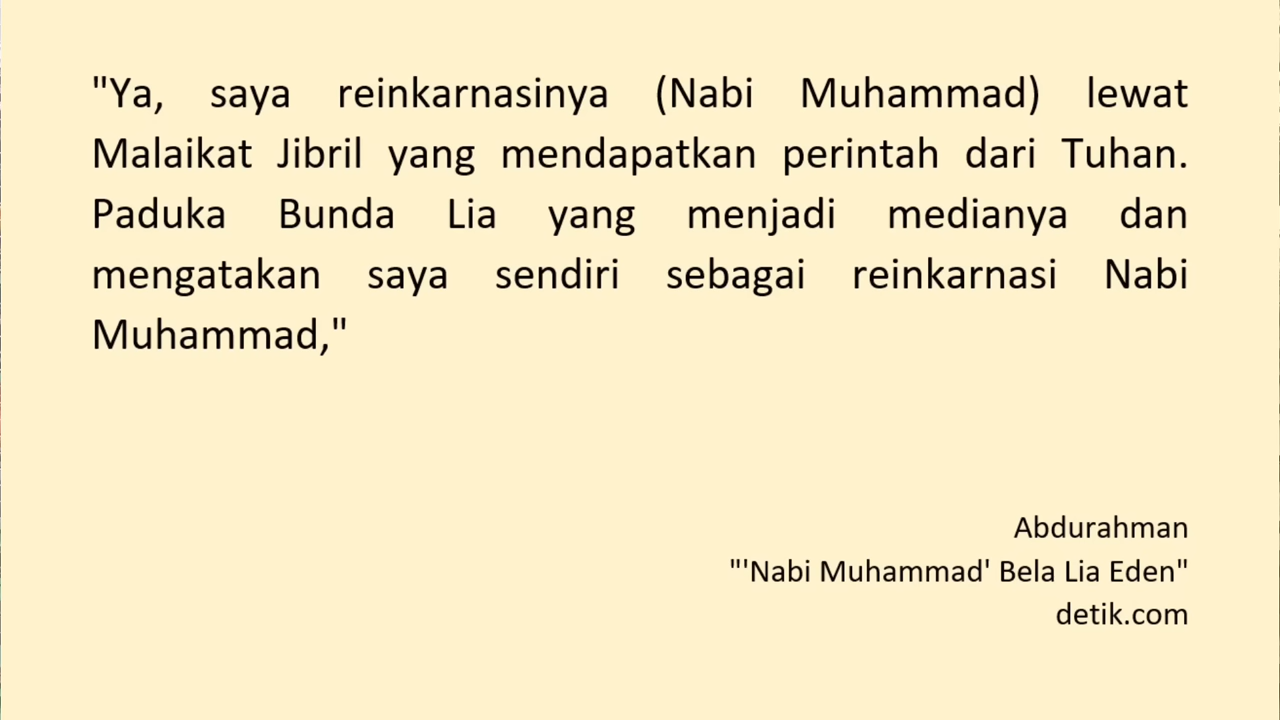 "Ya, saya reinkarnasinya (Nabi Muhammad) lewat
Malaikat Jibril yang mendapatkan perintah dari Tuhan.
Paduka Bunda Lia yang menjadi medianya dan
mengatakan saya sendiri sebagai reinkarnasi Nabi
Muhammad,"
Abdurahman
"'Nabi Muhammad' Bela Lia Eden"
detik.com